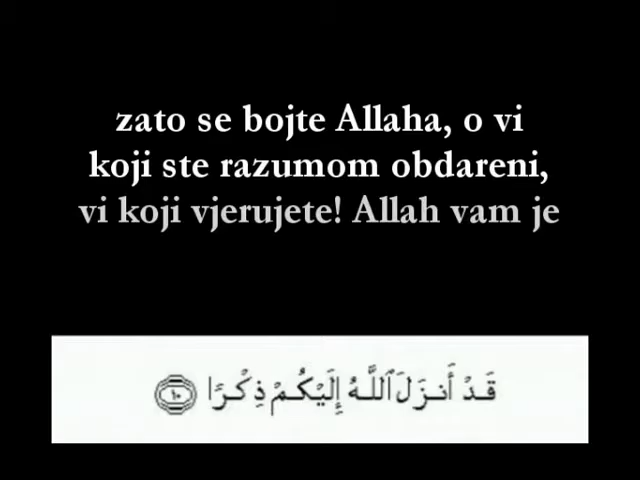 zato se bojte Allaha, o vi
koji ste razumom obdareni,
vi koji vjerujete! Allah vam je
قَدْ أَنزَلَ ٱللَّهُ إِلَيْكُمْ ذِكْرًا ١٠